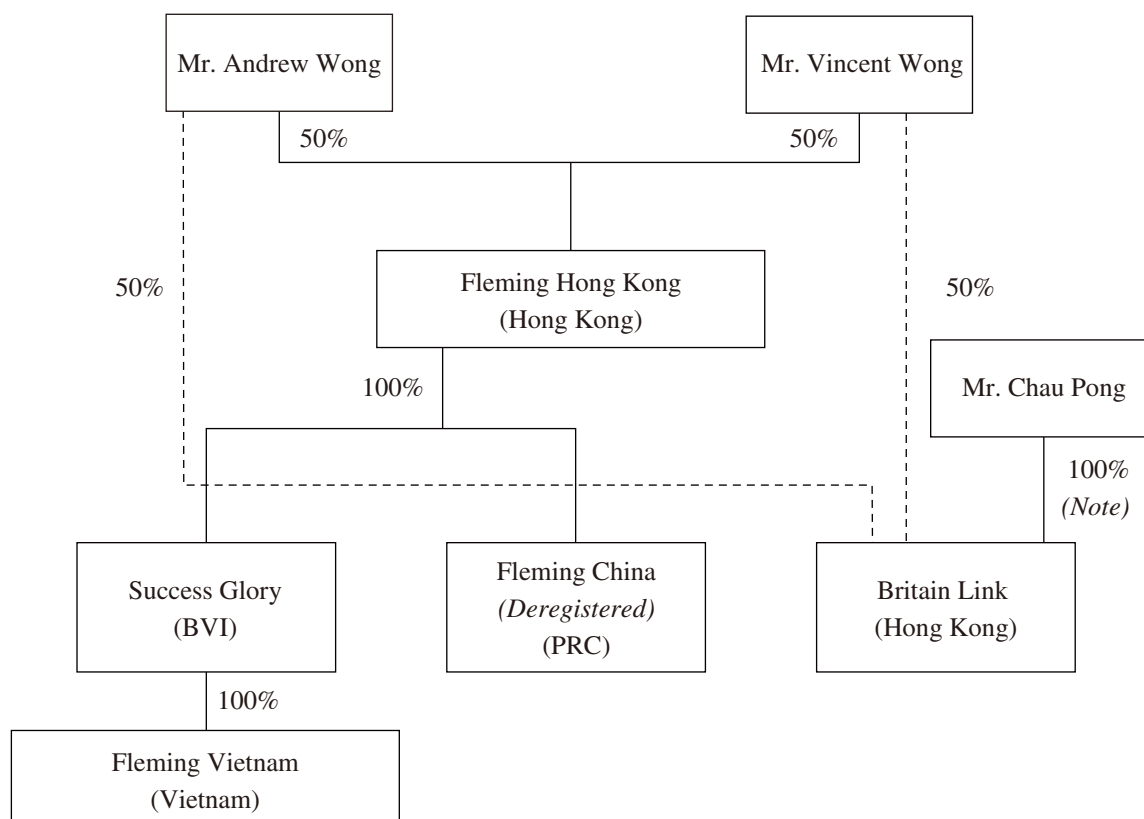 Mr. Andrew Wong
Mr. Vincent Wong
50%
50%
Fleming Hong Kong
(Hong Kong)
50%
50%
100%
Mr. Chau Pong
100%
(Note)
Success Glory
(BVI)
Fleming China
(Deregistered)
(PRC)
Britain Link
(Hong Kong)
100%
Fleming Vietnam
(Vietnam)